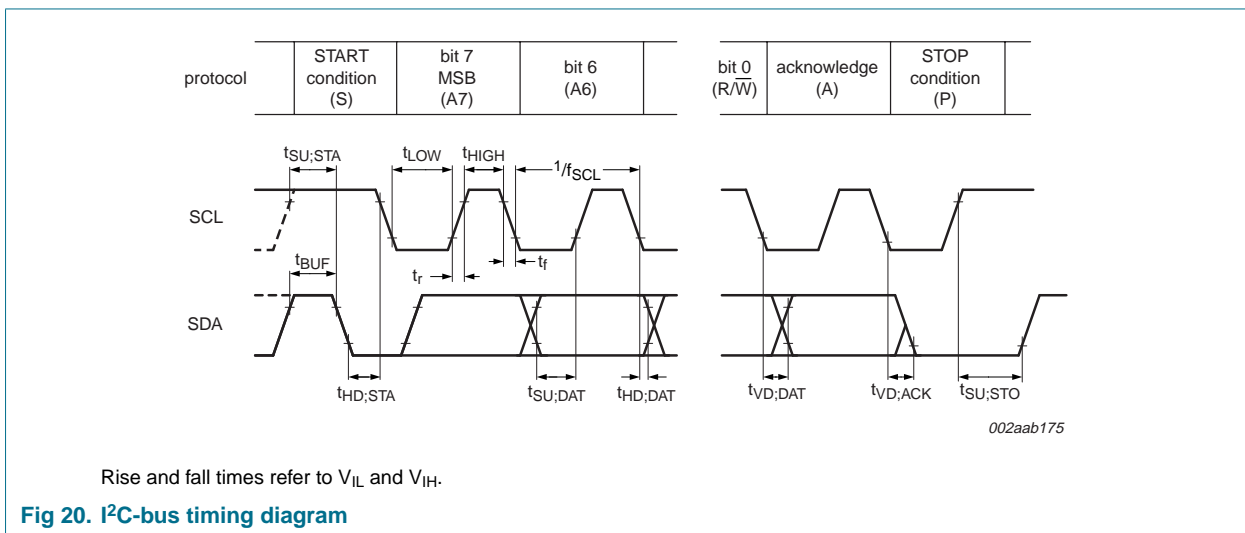 protocol
START
condition
(S)
bit 7
MSB
(A7)
bit 6
(A6)
bit 0
(R/W̅)
acknowledge
(A)
STOP
condition
(P)
tSU;STA
tLOW
tHIGH
1/fSCL
SCL
tBUF
tr
tf
SDA
tHD;STA
tSU;DAT
tHD;DAT
tVD;DAT
tVD;ACK
tSU;STO
002aab175
Rise and fall times refer to VIL and VIH.
Fig 20. I²C-bus timing diagram